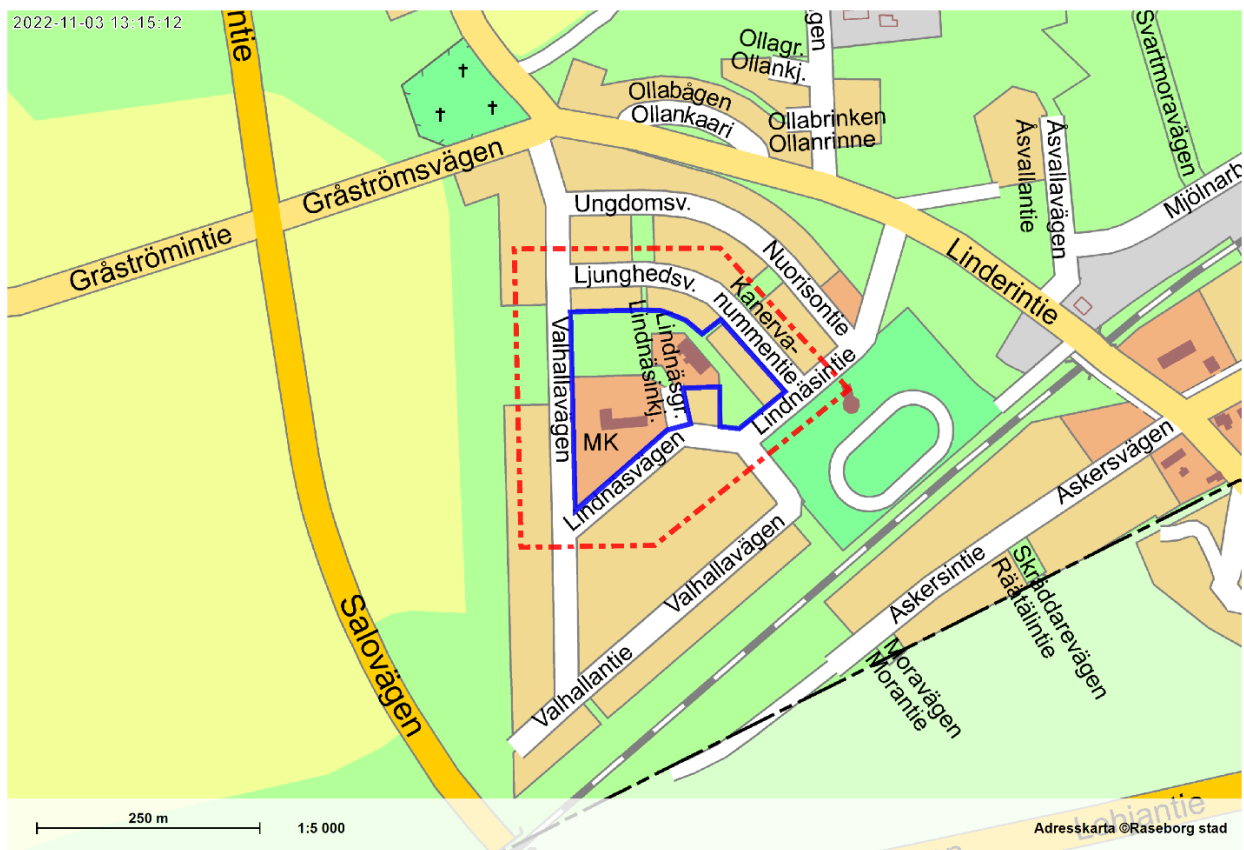 2022-11-03 13:15:12
ntie
Gråströmsvägen
Gråströmintie
Ollagr.
Ollankj.
Ollabågen
Ollankaari
Ollabrinken
Ollanrinne
gen
Svartmoravägen
Åsvallavägen
Åsvallantie
Mjölnarb
Ungdomsv.
Nuorisontie
Linderintie
Ljunghedsv.
Kanerva-
nummentie
Lindnäsgr.
Lindnäsinkj.
Valhallavägen
Lindnäsintie
MK
Lindnäsvägen
Askersvägen
Askersintie
Valhallavägen
Valhallantie
Skräddarevägen
Räätälintie
Moravägen
Morantie
Salovägen
Lohjantie
250 m
1:5 000
Adresskarta ©Raseborg stad